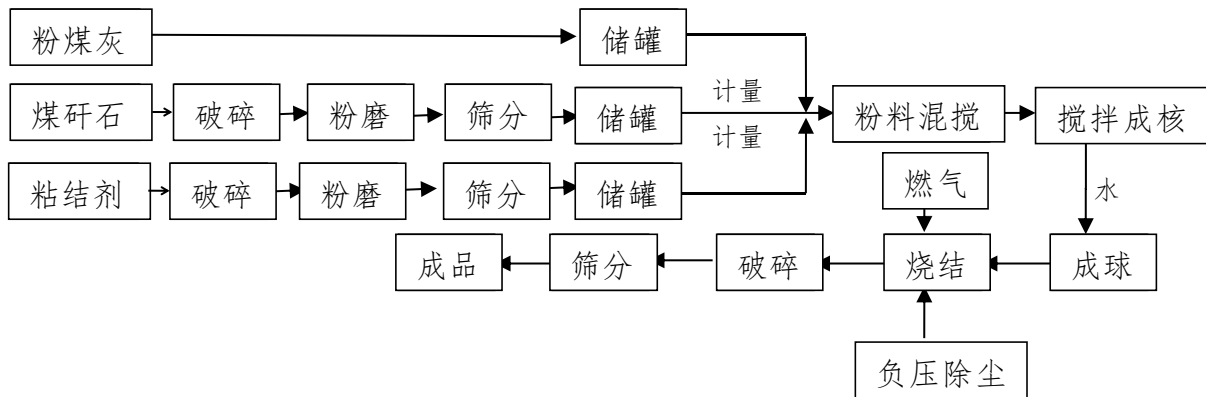 粉煤灰 储罐
计量
煤矸石 破碎 粉磨 筛分 储罐 粉料混搅 搅拌成核
计量
粘结剂 破碎 粉磨 筛分 储罐 燃气 水
成品 筛分 破碎 烧结 成球
负压除尘